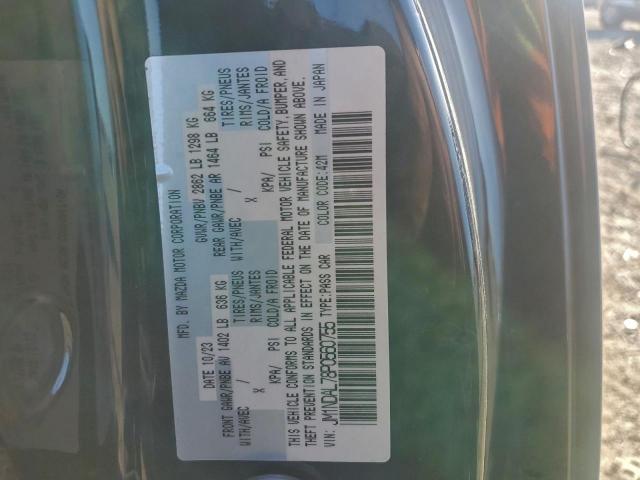 MFD. BY MAZDA MOTOR CORPORATION
DATE 10/23 GVWR/PNBV 2862 LB 1298 KG
FRONT GAWR/PNBE AV 1402 LB 636 KG REAR GAWR/PNBE AR 1464 LB 664 KG
WITH/AVEC / TIRES/PNEUS WITH/AVEC / TIRES/PNEUS
X RIMS/JANTES X RIMS/JANTES
KPA/ PSI COLD/A FROID KPA/ PSI COLD/A FROID
THIS VEHICLE CONFORMS TO ALL APPLICABLE FEDERAL MOTOR VEHICLE SAFETY, BUMPER, AND
THEFT PREVENTION STANDARDS IN EFFECT ON THE DATE OF MANUFACTURE SHOWN ABOVE.
VIN: JM1NDAL78P0560755 TYPE:PASS CAR COLOR CODE:42M MADE IN JAPAN